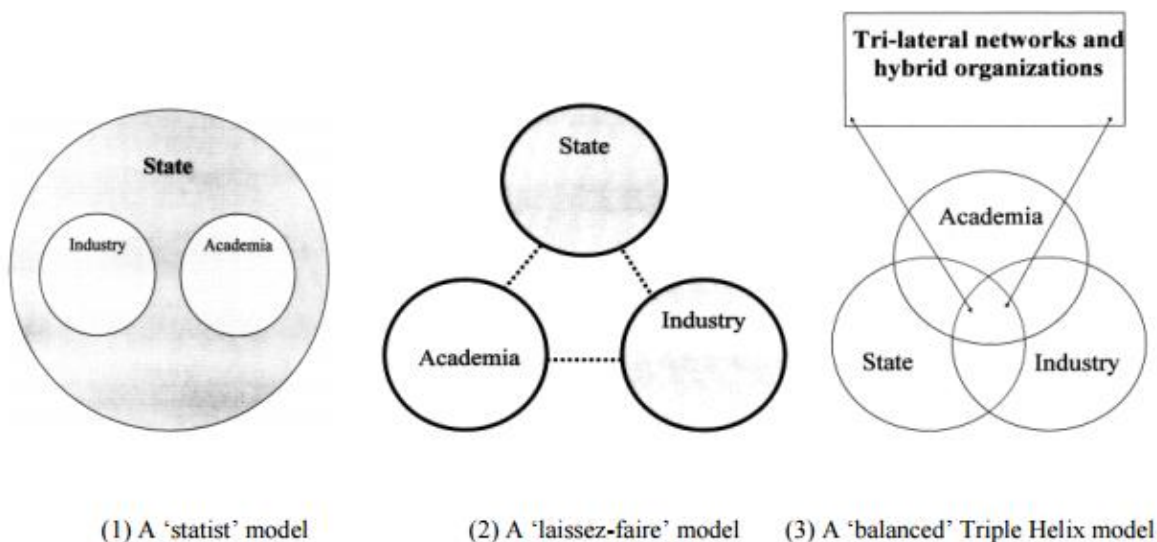 State
Industry
Academia
State
Academia
Industry
Tri-lateral networks and
hybrid organizations
Academia
State
Industry
(1) A ‘statist’ model
(2) A ‘laissez-faire’ model
(3) A ‘balanced’ Triple Helix model